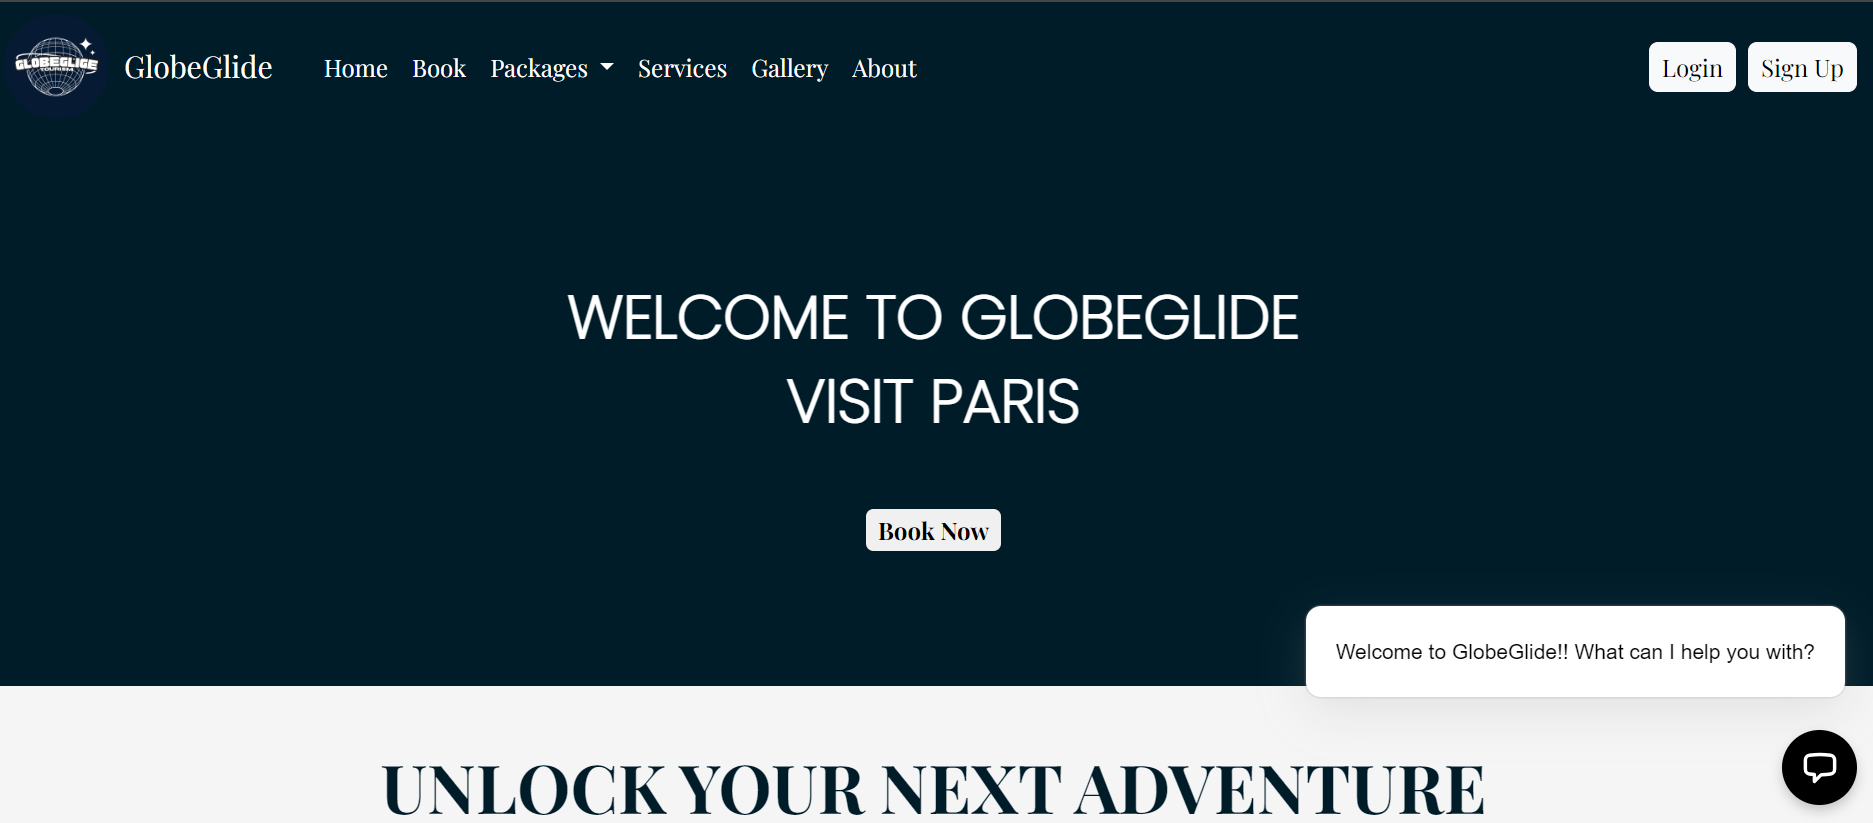 GLOBEGLIGE
TOURISM
GlobeGlide
Home Book Packages Services Gallery About
Login Sign Up
WELCOME TO GLOBEGLIDE
VISIT PARIS
Book Now
Welcome to GlobeGlide!! What can I help you with?
UNLOCK YOUR NEXT ADVENTURE